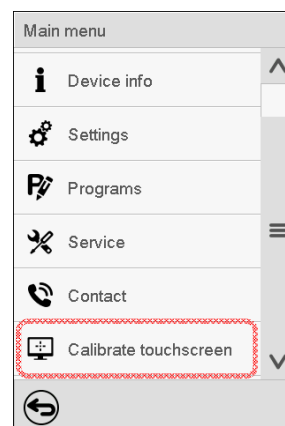 Main menu
Device info
Settings
Programs
Service
Contact
Calibrate touchscreen